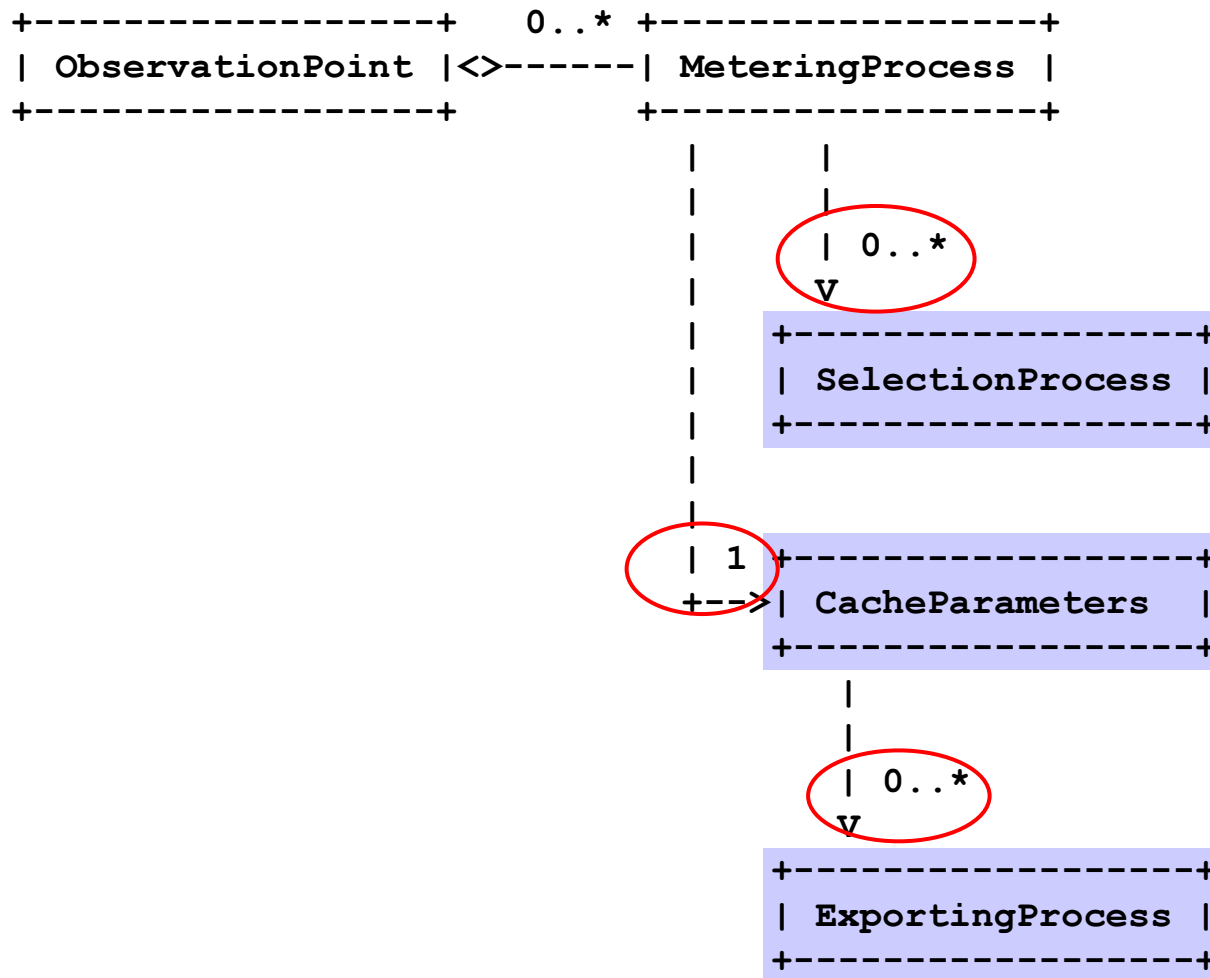 +------------------+   0..* +-----------------+
| ObservationPoint |<>------| MeteringProcess |
+------------------+        +-----------------+
                              |     |
                              |     |
                              |     | 0..*
                              |     V
                              |   +------------------+
                              |   | SelectionProcess |
                              |   +------------------+
                              |
                              |
                              | 1 +------------------+
                              +-->| CacheParameters  |
                                  +------------------+
                                     |
                                     |
                                     | 0..*
                                     V
                                  +------------------+
                                  | ExportingProcess |
                                  +------------------+